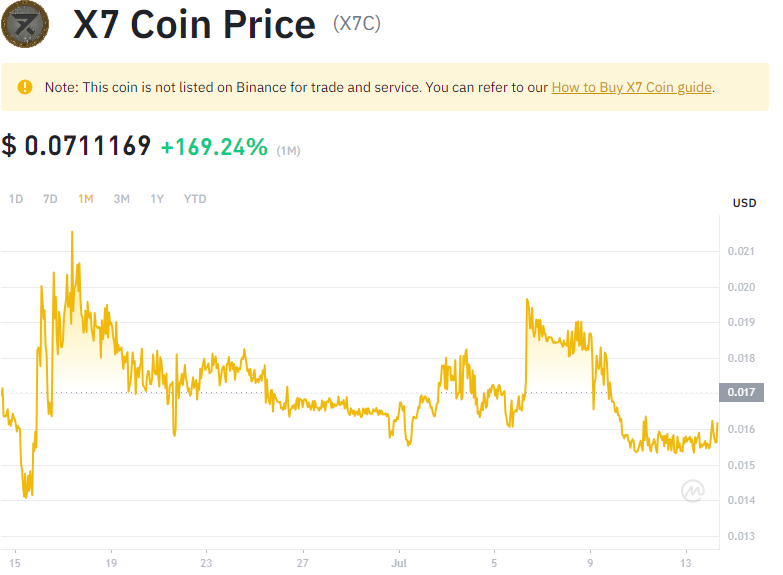 X7 Coin Price (X7C)
Note: This coin is not listed on Binance for trade and service. You can refer to our How to Buy X7 Coin guide.
$ 0.0711169 +169.24% (1M)
1D 7D 1M 3M 1Y YTD
USD
0.021
0.020
0.019
0.018
0.017
0.016
0.015
0.014
0.013
15 19 23 27 Jul 5 9 13